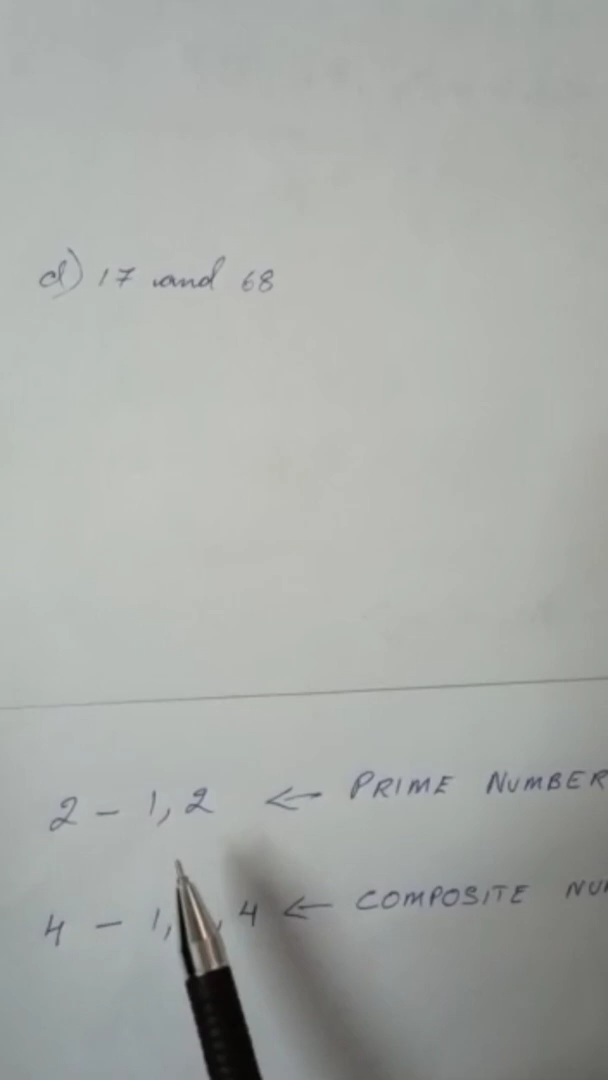 d) 17 and 68
2 - 1, 2 ← PRIME NUMBER
4 - 1, , 4 ← COMPOSITE